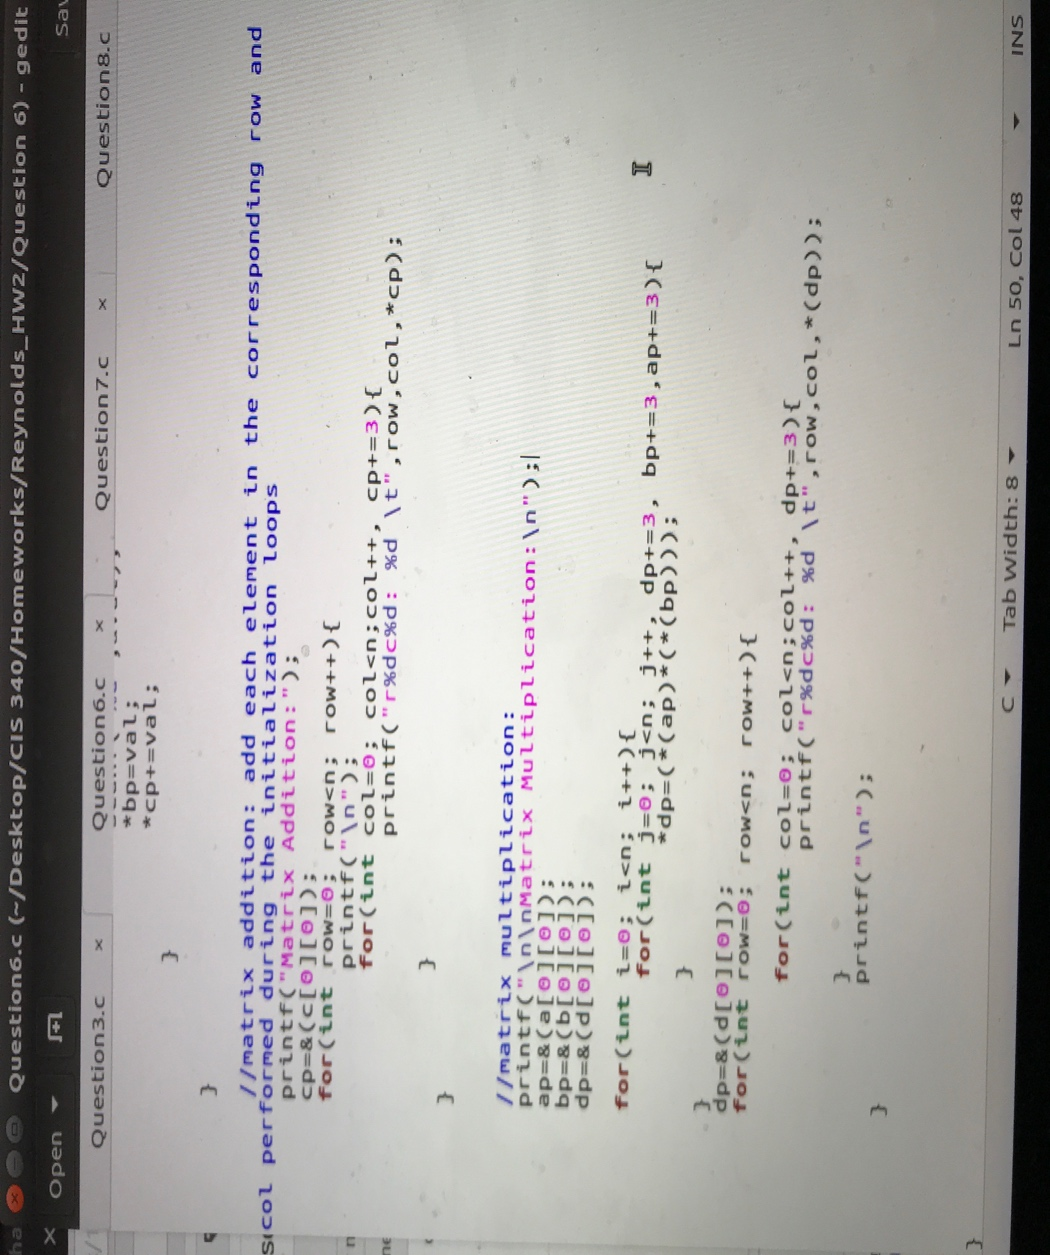 Question6.c (~/Desktop/CIS 340/Homeworks/Reynolds_HW2/Question 6) - gedit
Open
Question3.c × Question6.c × Question7.c × Question8.c
*bp=val;
*cp+=val;
}
}
//matrix addition: add each element in the corresponding row and
col performed during the initialization loops
printf("Matrix Addition:");
cp=&(c[0][0]);
for(int row=0; row<n; row++){
printf("\n");
for(int col=0; col<n;col++, cp+=3){
printf("r%dc%d: %d \t",row,col,*cp);
}
}
//matrix multiplication:
printf("\n\nMatrix Multiplication:\n");
ap=&(a[0][0]);
bp=&(b[0][0]);
dp=&(d[0][0]);
for(int i=0; i<n; i++){
for(int j=0; j<n; j++, dp+=3, bp+=3,ap+=3){
*dp=(*(ap)*(*(bp)));
}
}
dp=&(d[0][0]);
for(int row=0; row<n; row++){
for(int col=0; col<n;col++, dp+=3){
printf("r%dc%d: %d \t",row,col,*(dp));
}
printf("\n");
}
}
C Tab Width: 8 Ln 50, Col 48 INS